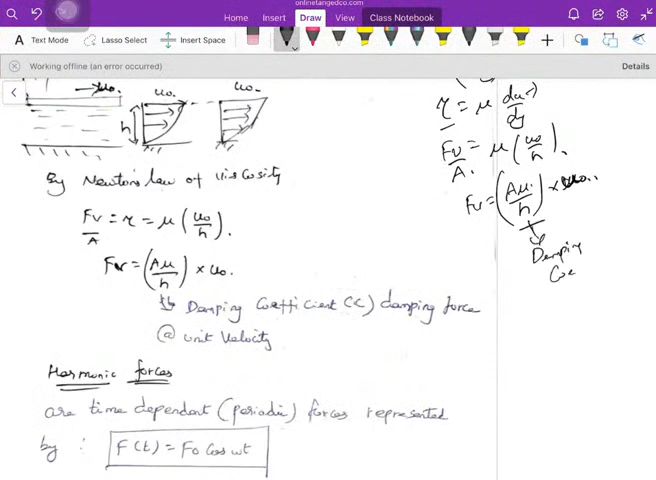 onlinetangedco.com
Home Insert Draw View Class Notebook
A Text Mode Lasso Select Insert Space
Working offline (an error occurred) Details
u₀. u₀. u₀.
h
By Newton's law of Viscosity
Fv/A = τ = μ (u₀/h).
Fv = (Aμ/h) × u₀.
↳ Damping Coefficient (C) damping force
@ unit Velocity
Harmonic forces
are time dependent (periodic) forces represented
by : F(t) = F₀ cos ωt
τ = μ du/dy
Fv/A. = μ (u₀/h).
Fv = (Aμ/h) × u₀.
Damping
Coe